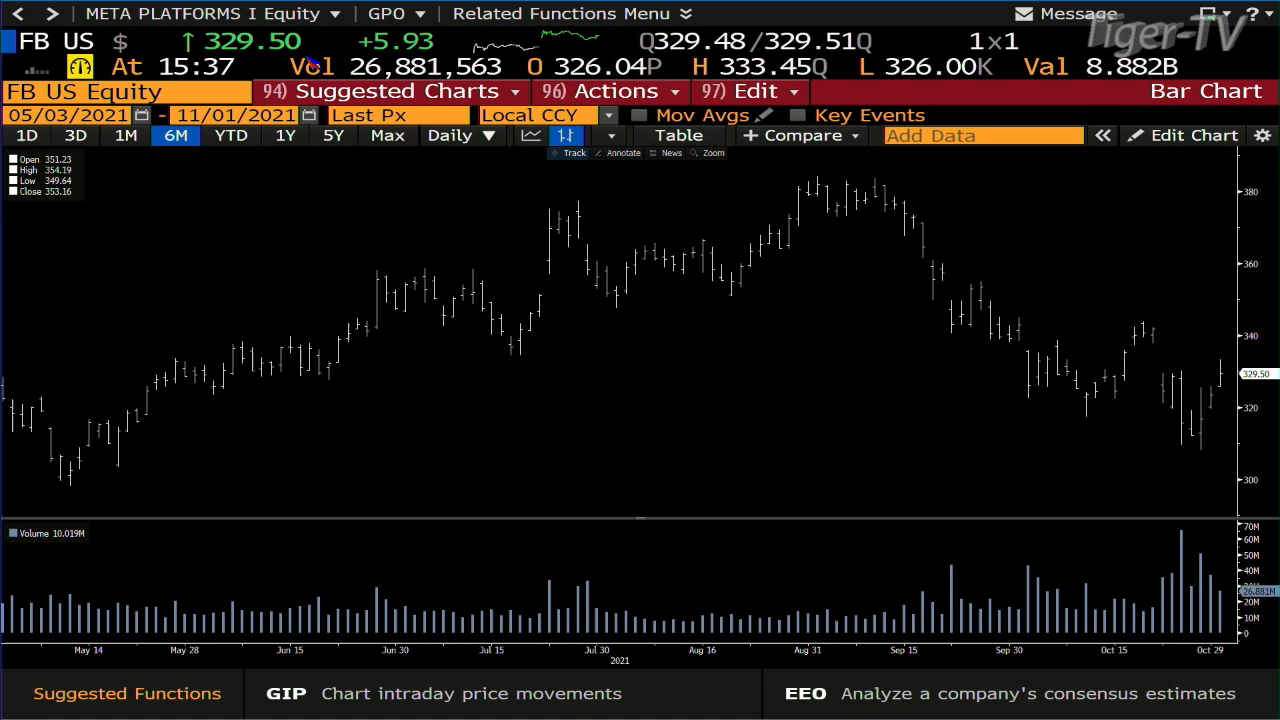 META PLATFORMS I Equity GPO Related Functions Menu Message ?
Tiger-TV
FB US $ ↑ 329.50 +5.93 Q329.48/329.51Q 1×1
At 15:37 Vol 26,881,563 O 326.04P H 333.45Q L 326.00K Val 8.882B
FB US Equity 94) Suggested Charts 96) Actions 97) Edit Bar Chart
05/03/2021 - 11/01/2021 Last Px Local CCY Mov Avgs Key Events
1D 3D 1M 6M YTD 1Y 5Y Max Daily ▼ Table + Compare Add Data « Edit Chart
Track Annotate News Zoom
Open 351.23
High 354.19
Low 349.64
Close 353.16
380
360
340
329.50
320
300
Volume 10.019M
70M
60M
50M
40M
26.881M
20M
10M
0
May 14 May 28 Jun 15 Jun 30 Jul 15 Jul 30 Aug 16 Aug 31 Sep 15 Sep 30 Oct 15 Oct 29
2021
Suggested Functions GIP Chart intraday price movements EEO Analyze a company's consensus estimates